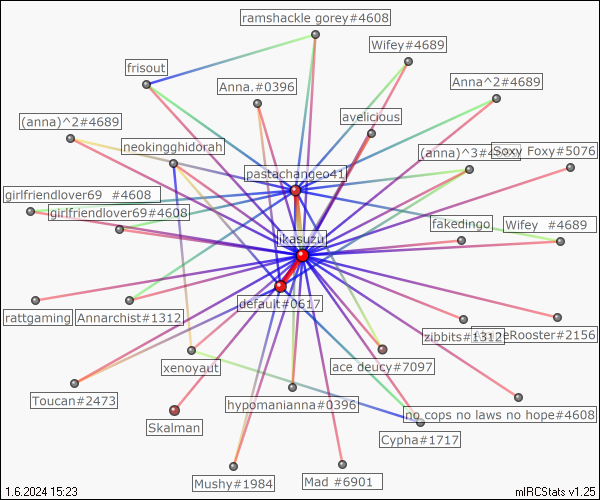 ramshackle gorey#4608
Wifey#4689
frisout
Anna.#0396
Anna^2#4689
avelicious
(anna)^2#4689
neokingghidorah
(anna)^3#
Soxy Foxy#5076
pastachangeo41
girlfriendlover69 #4608
girlfriendlover69#4608
fakedingo
Wifey #4689
ikasuzu
default#0617
rattgaming
Annarchist#1312
zibbits#1312
Rooster#2156
xenoyaut
ace deucy#7097
Toucan#2473
hypomanianna#0396
no cops no laws no hope#4608
Skalman
Cypha#1717
Mushy#1984
Mad #6901
1.6.2024 15:23
mIRCStats v1.25